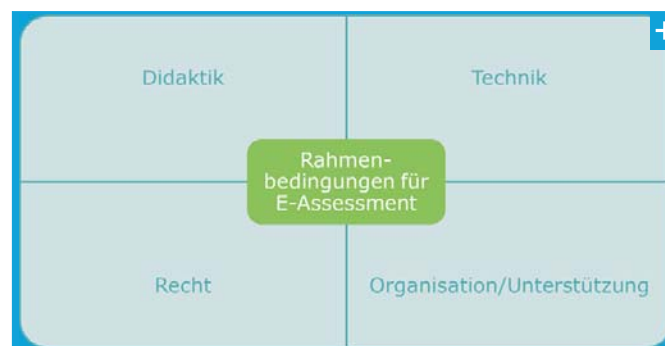 Didaktik
Technik
Rahmen-
bedingungen für
E-Assessment
Recht
Organisation/Unterstützung